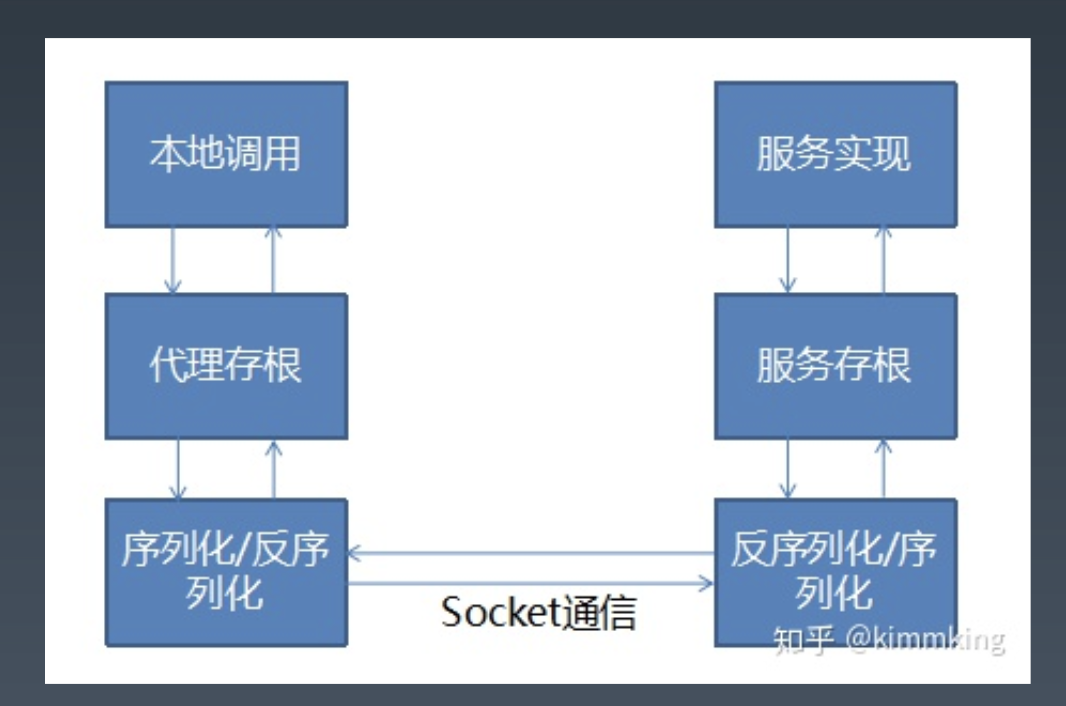 本地调用
服务实现
代理存根
服务存根
序列化/反序
列化
反序列化/序
列化
Socket通信
知乎 @kimmking